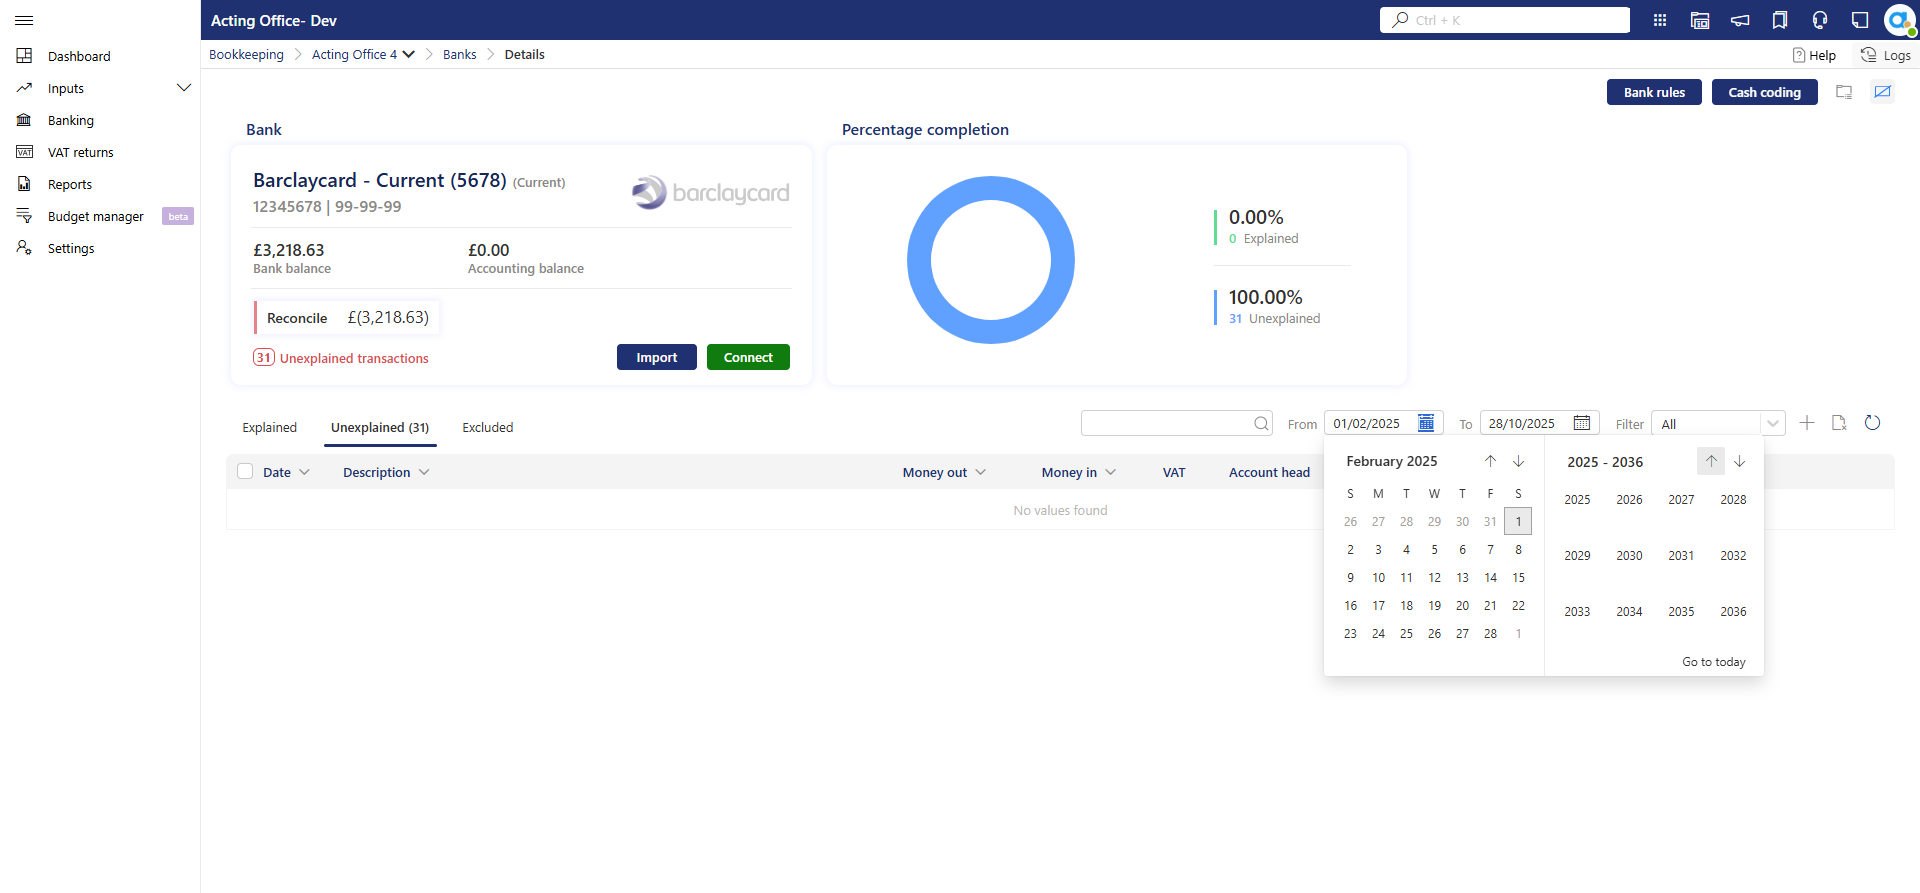 Acting Office- Dev
Ctrl + K
Dashboard
Inputs
Banking
VAT returns
Reports
Budget manager beta
Settings
Bookkeeping Acting Office 4 Banks Details
Help Logs
Bank rules Cash coding
Bank
Barclaycard - Current (5678) (Current)
12345678 | 99-99-99
barclaycard
£3,218.63
Bank balance
£0.00
Accounting balance
Reconcile £(3,218.63)
31 Unexplained transactions
Import Connect
Percentage completion
0.00%
0 Explained
100.00%
31 Unexplained
Explained Unexplained (31) Excluded
From 01/02/2025 To 28/10/2025 Filter All
Date Description Money out Money in VAT Account head
No values found
February 2025
S M T W T F S
26 27 28 29 30 31 1
2 3 4 5 6 7 8
9 10 11 12 13 14 15
16 17 18 19 20 21 22
23 24 25 26 27 28 1
2025 - 2036
2025 2026 2027 2028
2029 2030 2031 2032
2033 2034 2035 2036
Go to today